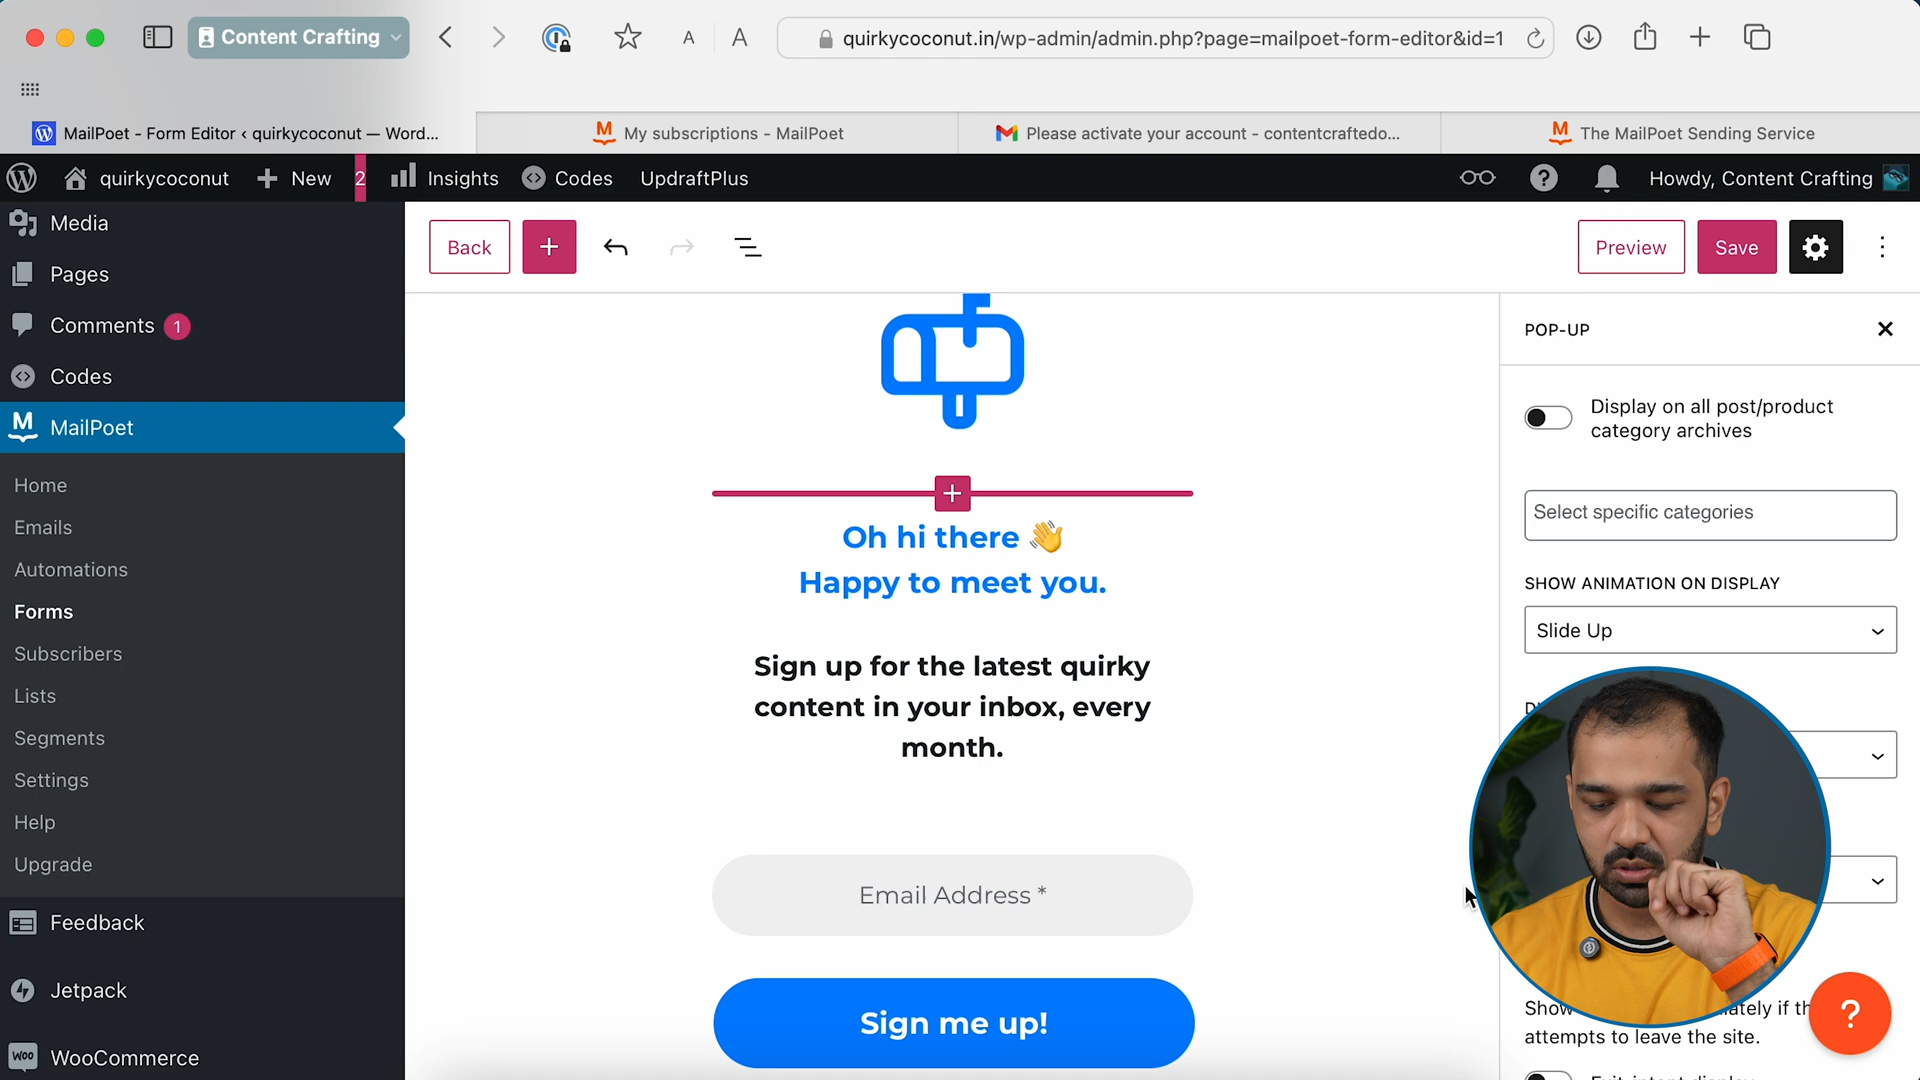 Content Crafting
A
A
quirkycoconut.in/wp-admin/admin.php?page=mailpoet-form-editor&id=1
MailPoet - Form Editor ‹ quirkycoconut — Word...
My subscriptions - MailPoet
Please activate your account - contentcraftedo...
The MailPoet Sending Service
quirkycoconut
New
2
Insights
Codes
UpdraftPlus
Howdy, Content Crafting
Media
Pages
Comments 1
Codes
MailPoet
Home
Emails
Automations
Forms
Subscribers
Lists
Segments
Settings
Help
Upgrade
Feedback
Jetpack
WooCommerce
Back
Preview
Save
Oh hi there 👋
Happy to meet you.
Sign up for the latest quirky
content in your inbox, every
month.
Email Address *
Sign me up!
POP-UP
Display on all post/product
category archives
Select specific categories
SHOW ANIMATION ON DISPLAY
Slide Up
attempts to leave the site.